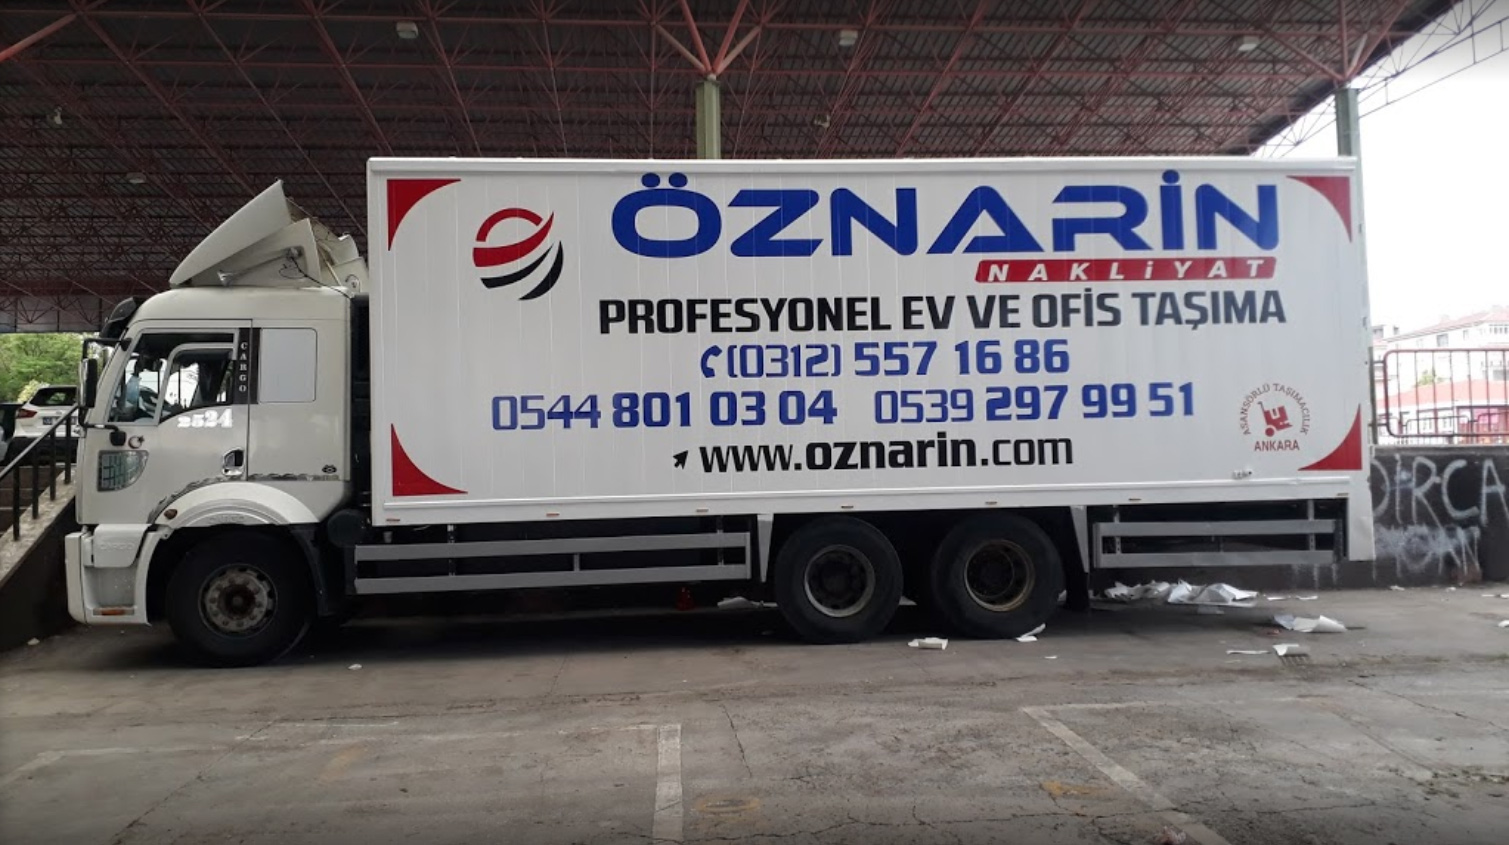 ÖZNARİN
NAKLİYAT
PROFESYONEL EV VE OFİS TAŞIMA
(0312) 557 16 86
0544 801 03 04 0539 297 99 51
www.oznarin.com
ASANSÖRLÜ TAŞIMACILIK
ANKARA
CARGO
2524